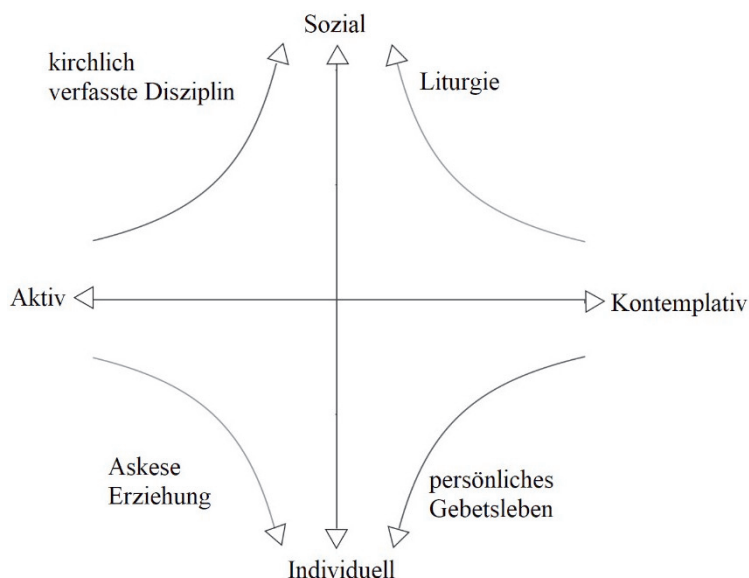 Sozial
kirchlich
verfasste Disziplin
Liturgie
Aktiv
Kontemplativ
Askese
Erziehung
persönliches
Gebetsleben
Individuell